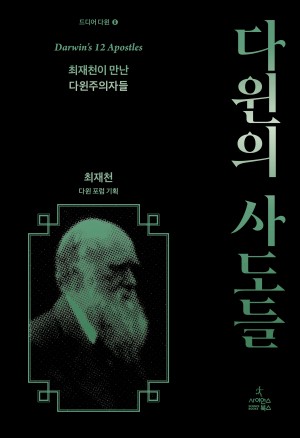 드디어 다윈 6
Darwin's 12 Apostles
최재천이 만난
다윈주의자들
다윈의 사도들
최재천
다윈 포럼 기획
사이언스
북스